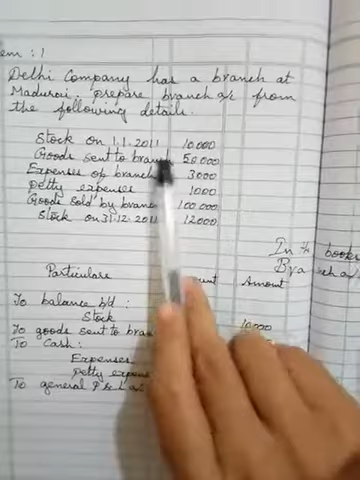 em : 1
Delhi Company has a branch at
Madurai. prepare branch a/c from
the following details.
Stock on 1.1.2011 10,000
Goods sent to branch 50,000
Expenses of branch 3000
petty expenses 1000
Goods sold by branch 100,000
Stock on 31.12.2011 12000
In the books
Particulars Amount
To balance b/d :
Stock 10000
To goods sent to
To Cash :
Expenses
petty
To general P & L a/c